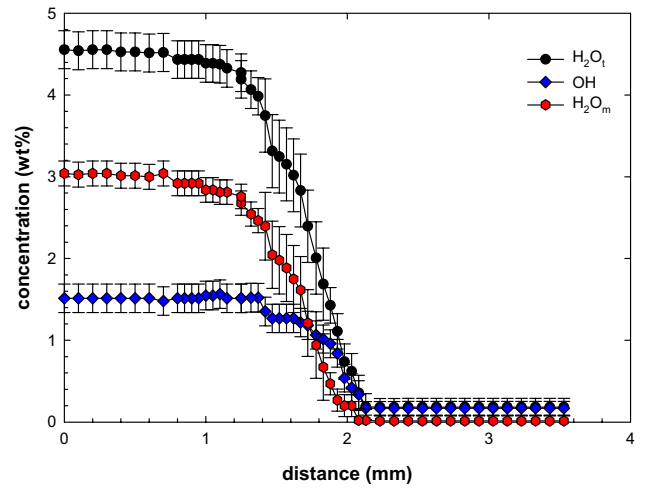 5
4
3
2
1
0
concentration (wt%)
H₂Oₜ
OH
H₂Oₘ
0 1 2 3 4
distance (mm)